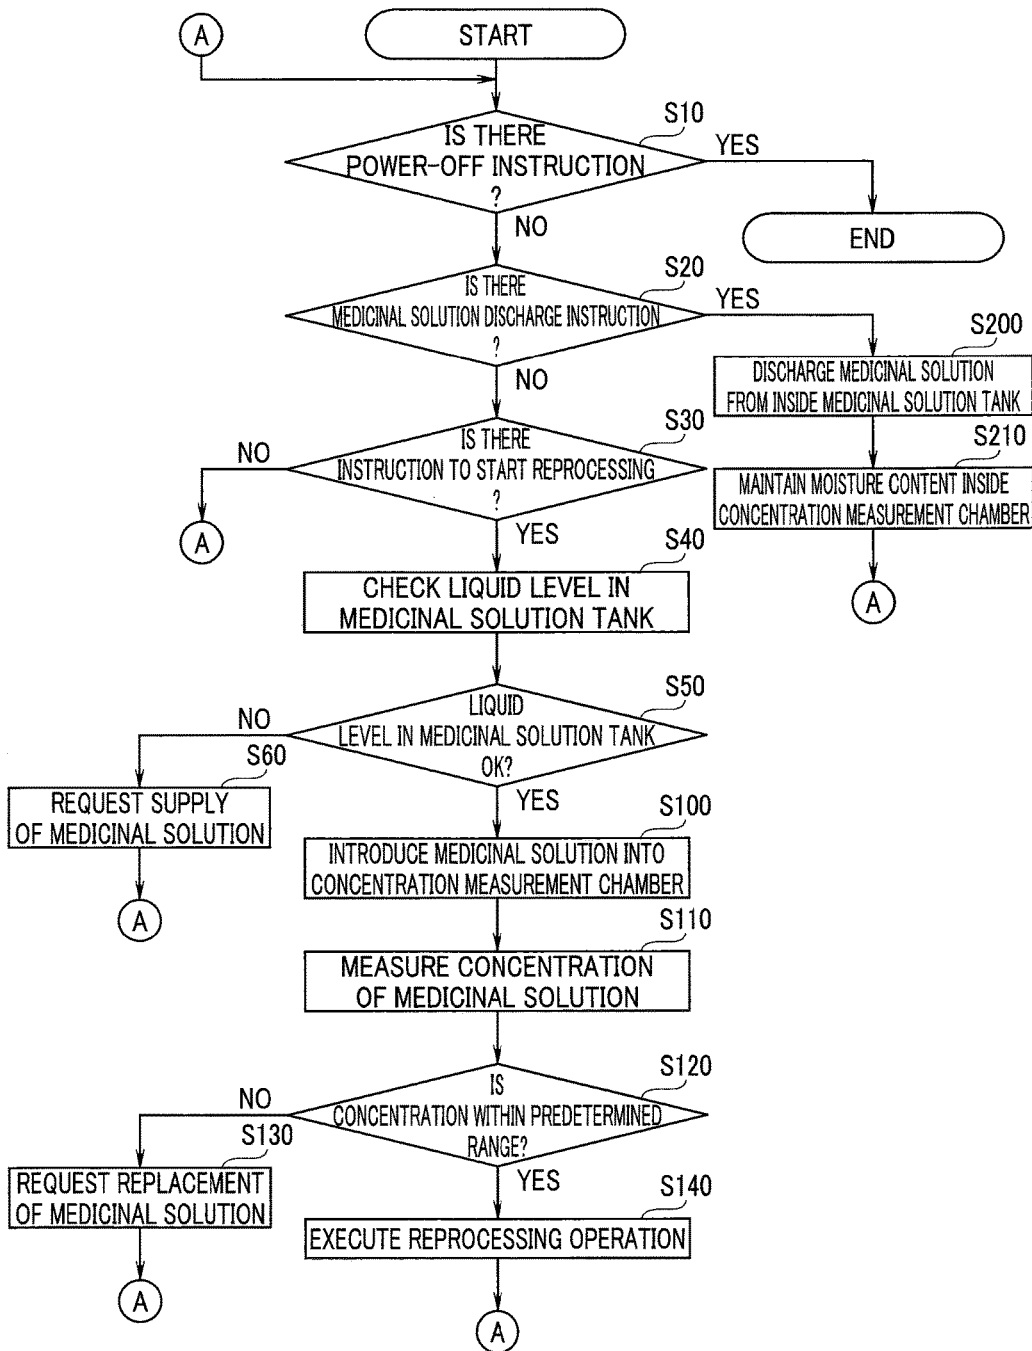 A
START
S10
IS THERE
POWER-OFF INSTRUCTION
?
YES
NO
END
S20
IS THERE
MEDICINAL SOLUTION DISCHARGE INSTRUCTION
?
YES
NO
S200
DISCHARGE MEDICINAL SOLUTION
FROM INSIDE MEDICINAL SOLUTION TANK
S210
MAINTAIN MOISTURE CONTENT INSIDE
CONCENTRATION MEASUREMENT CHAMBER
A
S30
IS THERE
INSTRUCTION TO START REPROCESSING
?
NO
A
YES
S40
CHECK LIQUID LEVEL IN
MEDICINAL SOLUTION TANK
S50
LIQUID
LEVEL IN MEDICINAL SOLUTION TANK
OK?
NO
S60
REQUEST SUPPLY
OF MEDICINAL SOLUTION
A
YES
S100
INTRODUCE MEDICINAL SOLUTION INTO
CONCENTRATION MEASUREMENT CHAMBER
S110
MEASURE CONCENTRATION
OF MEDICINAL SOLUTION
S120
IS
CONCENTRATION WITHIN PREDETERMINED
RANGE?
NO
S130
REQUEST REPLACEMENT
OF MEDICINAL SOLUTION
A
YES
S140
EXECUTE REPROCESSING OPERATION
A